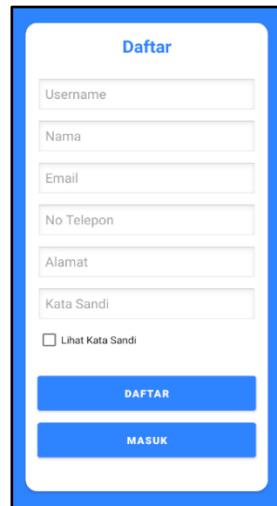 Daftar
Username
Nama
Email
No Telepon
Alamat
Kata Sandi
Lihat Kata Sandi
DAFTAR
MASUK